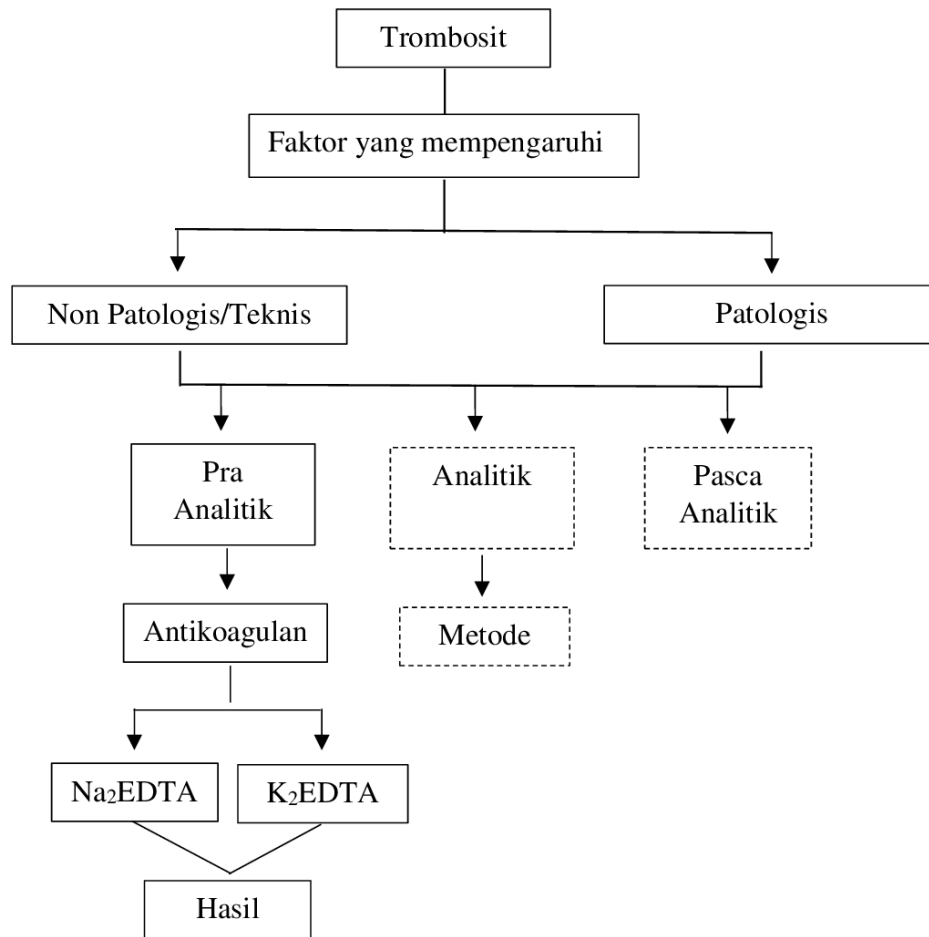 Trombosit
Faktor yang mempengaruhi
Non Patologis/Teknis
Patologis
Pra
Analitik
Analitik
Pasca
Analitik
Antikoagulan
Metode
Na₂EDTA
K₂EDTA
Hasil